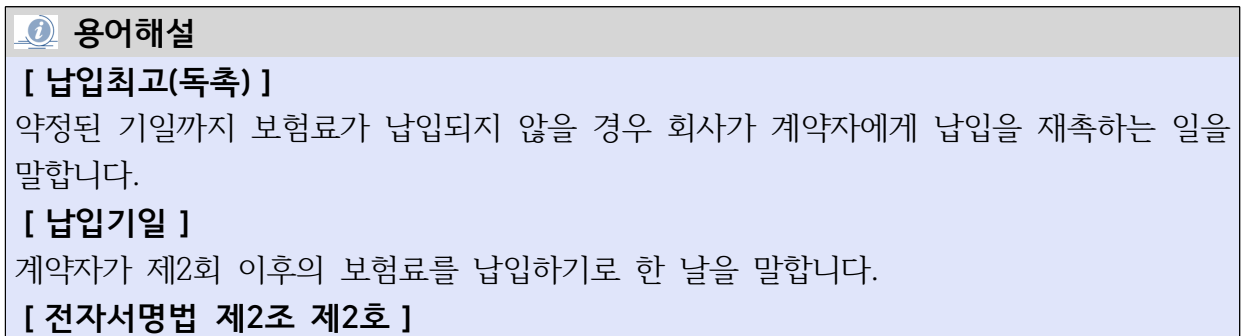 용어해설
[ 납입최고(독촉) ]
약정된 기일까지 보험료가 납입되지 않을 경우 회사가 계약자에게 납입을 재촉하는 일을
말합니다.
[ 납입기일 ]
계약자가 제2회 이후의 보험료를 납입하기로 한 날을 말합니다.
[ 전자서명법 제2조 제2호 ]